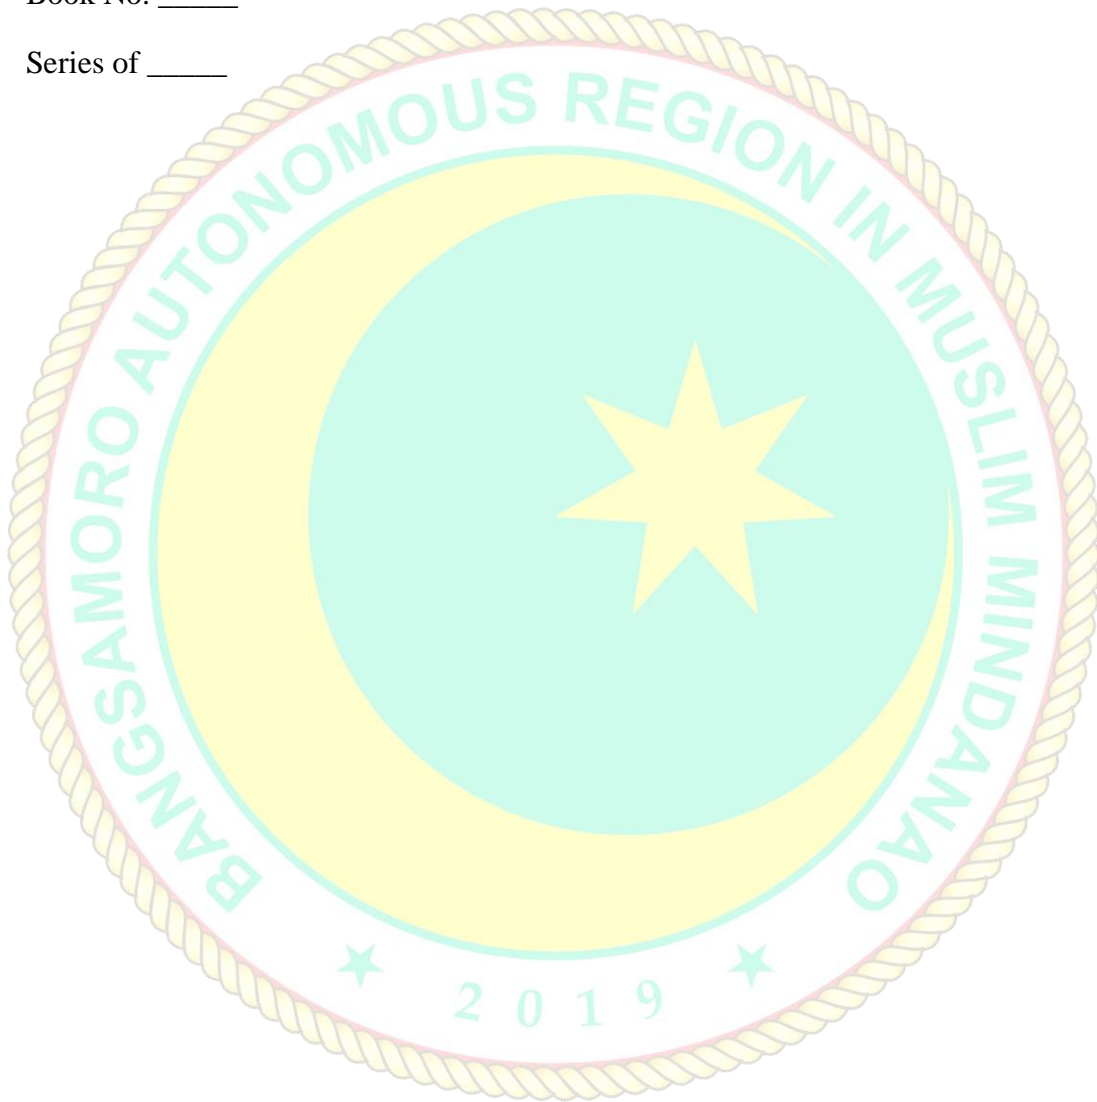 Book No. _____
Series of _____
BANGSAMORO AUTONOMOUS REGION IN MUSLIM MINDANAO
2019